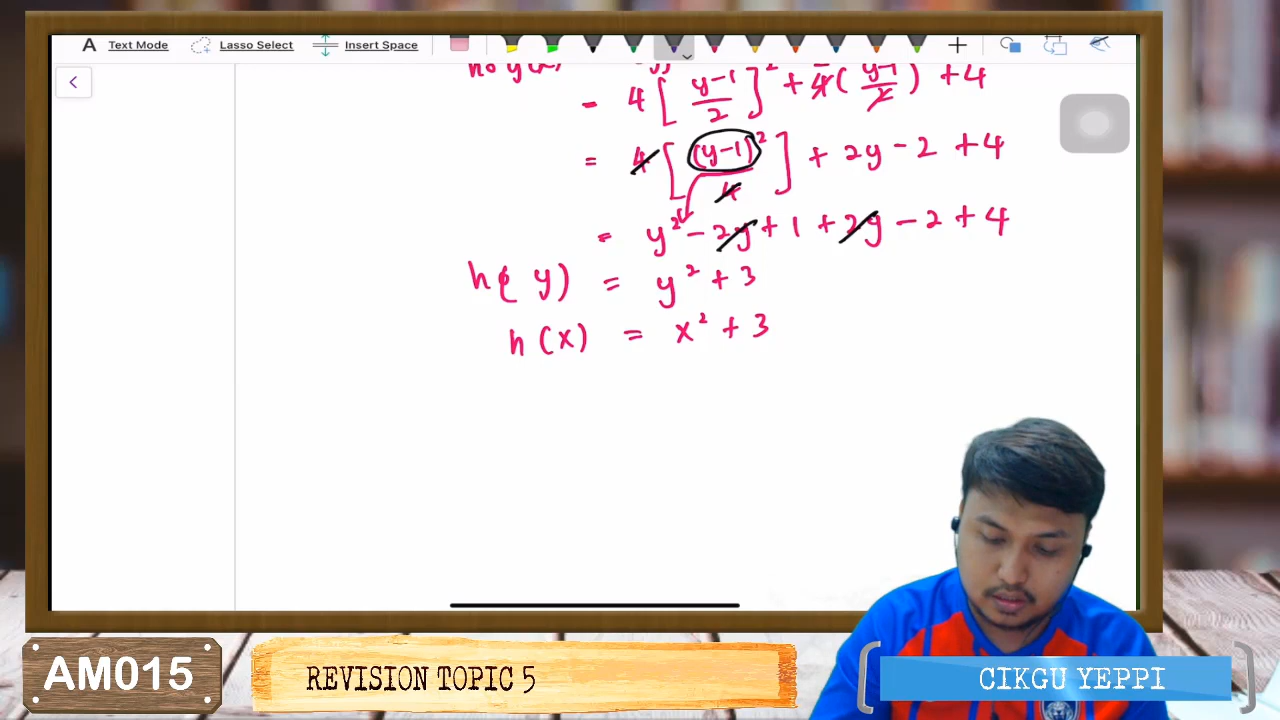 A Text Mode Lasso Select Insert Space
= 4 [ (y-1)/2 ]² + 4( (y-1)/2 ) + 4
= 4 [ (y-1)²/4 ] + 2y - 2 + 4
= y² - 2y + 1 + 2y - 2 + 4
h( y) = y² + 3
h(x) = x² + 3
AM015
REVISION TOPIC 5
CIKGU YEPPI